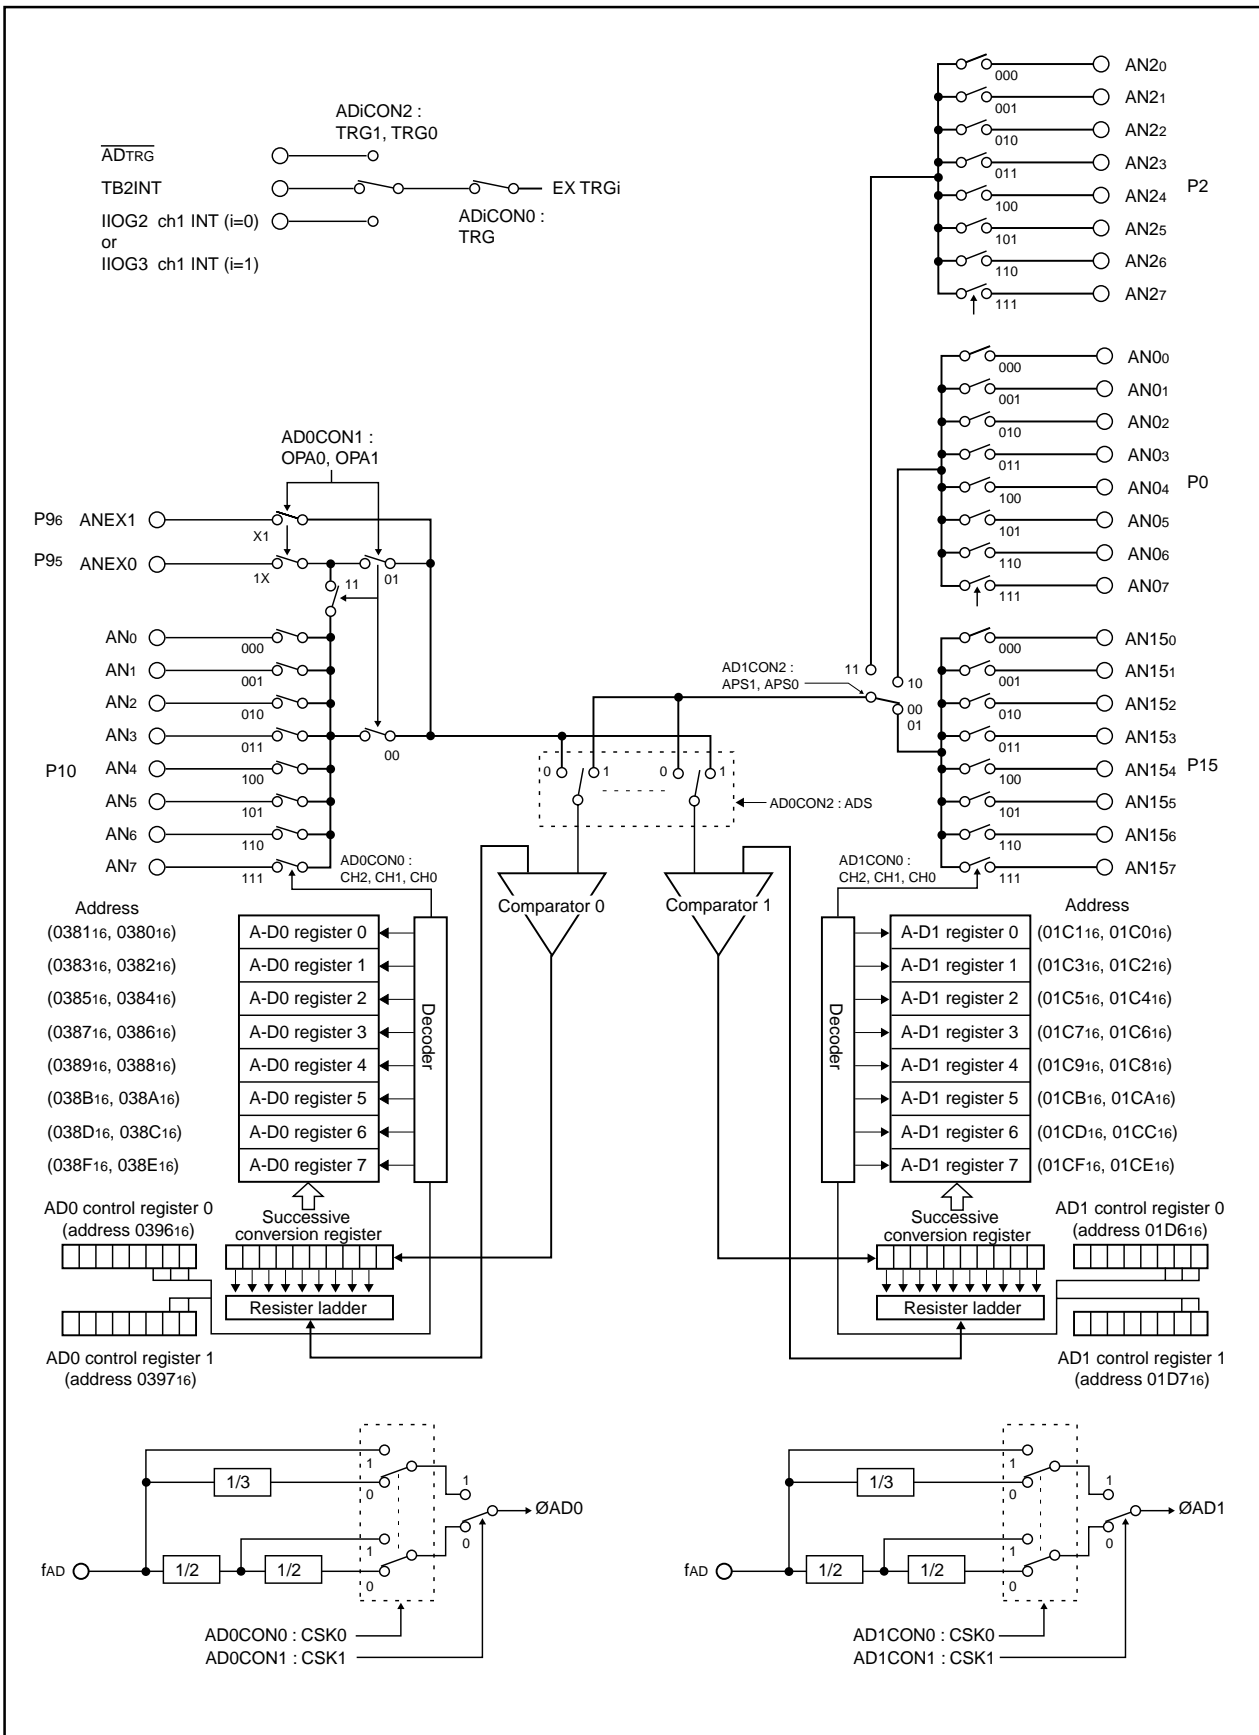 ADiCON2 :
TRG1, TRG0
ADTRG
TB2INT
EX TRGi
IIOG2 ch1 INT (i=0)
or
IIOG3 ch1 INT (i=1)
ADiCON0 :
TRG
000 AN20
001 AN21
010 AN22
011 AN23
100 AN24
101 AN25
110 AN26
111 AN27
P2
000 AN00
001 AN01
010 AN02
011 AN03
100 AN04
101 AN05
110 AN06
111 AN07
P0
AD0CON1 :
OPA0, OPA1
P96 ANEX1
X1
P95 ANEX0
1X
11
01
AN0 000
AN1 001
AN2 010
AN3 011
00
AN4 100
AN5 101
AN6 110
AN7 111
P10
AD1CON2 :
APS1, APS0
11
10
00
01
000 AN150
001 AN151
010 AN152
011 AN153
100 AN154
101 AN155
110 AN156
111 AN157
P15
0 1 0 1
AD0CON2 : ADS
AD0CON0 :
CH2, CH1, CH0
AD1CON0 :
CH2, CH1, CH0
Comparator 0
Comparator 1
Address
(038116, 038016) A-D0 register 0
(038316, 038216) A-D0 register 1
(038516, 038416) A-D0 register 2
(038716, 038616) A-D0 register 3
(038916, 038816) A-D0 register 4
(038B16, 038A16) A-D0 register 5
(038D16, 038C16) A-D0 register 6
(038F16, 038E16) A-D0 register 7
Decoder
Decoder
Address
A-D1 register 0 (01C116, 01C016)
A-D1 register 1 (01C316, 01C216)
A-D1 register 2 (01C516, 01C416)
A-D1 register 3 (01C716, 01C616)
A-D1 register 4 (01C916, 01C816)
A-D1 register 5 (01CB16, 01CA16)
A-D1 register 6 (01CD16, 01CC16)
A-D1 register 7 (01CF16, 01CE16)
AD0 control register 0
(address 039616)
Successive
conversion register
Resister ladder
AD0 control register 1
(address 039716)
Successive
conversion register
Resister ladder
AD1 control register 0
(address 01D616)
AD1 control register 1
(address 01D716)
1
1/3
0
1
ØAD0
0
1
fAD
1/2
1/2
0
AD0CON0 : CSK0
AD0CON1 : CSK1
1
1/3
0
1
ØAD1
0
1
fAD
1/2
1/2
0
AD1CON0 : CSK0
AD1CON1 : CSK1